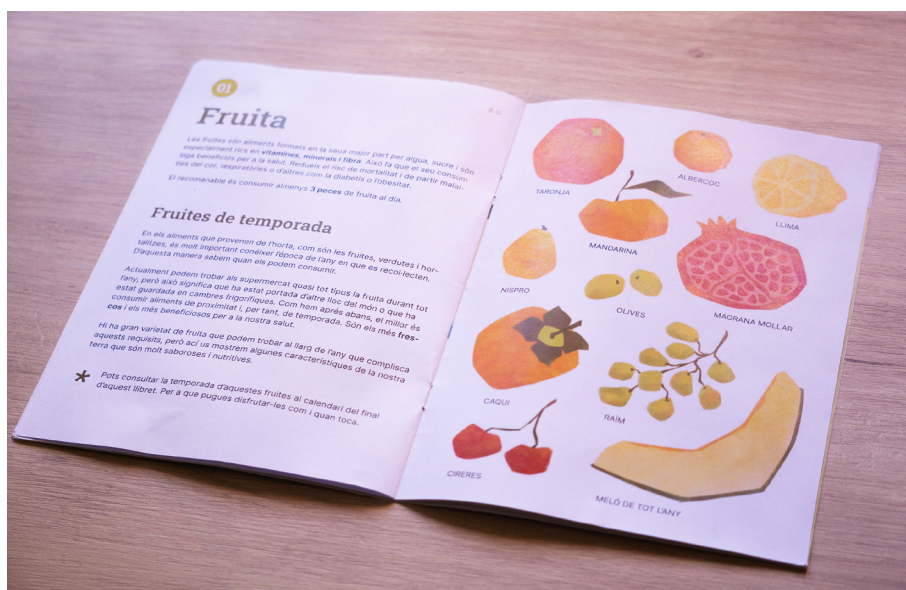 01
Fruita
Les fruites són aliments formats en la seua major part per aigua, sucre i són
especialment rics en vitamines, minerals i fibra. Això fa que el seu consum
siga beneficiós per a la salut. Redueix el risc de mortalitat i de partir malal-
ties del cor, respiratòries o d'altres com la diabetis o l'obesitat.
El recomanable és consumir almenys 3 peces de fruita al dia.
Fruites de temporada
En els aliments que provenen de l'horta, com són les fruites, verdutes i hor-
talitzes, és molt important conéixer l'època de l'any en que es recol·lecten.
D'aquesta manera sabem quan els podem consumir.
Actualment podem trobar als supermercat quasi tot tipus la fruita durant tot
l'any, però això significa que ha estat portada d'altre lloc del món o que ha
estat guardada en cambres frigorífiques. Com hem aprés abans, el millor és
consumir aliments de proximitat i, per tant, de temporada. Són els més fres-
cos i els més beneficiosos per a la nostra salut.
Hi ha gran varietat de fruita que podem trobar al llarg de l'any que complisca
aquests requisits, però ací us mostrem algunes característiques de la nostra
terra que són molt saboroses i nutritives.
* Pots consultar la temporada d'aquestes fruites al calendari del final
d'aquest llibret. Per a que pugues disfrutar-les com i quan toca.
TARONJA
ALBERCOC
LLIMA
MANDARINA
NISPRO
OLIVES
MAGRANA MOLLAR
CAQUI
RAÏM
CIRERES
MELÓ DE TOT L'ANY